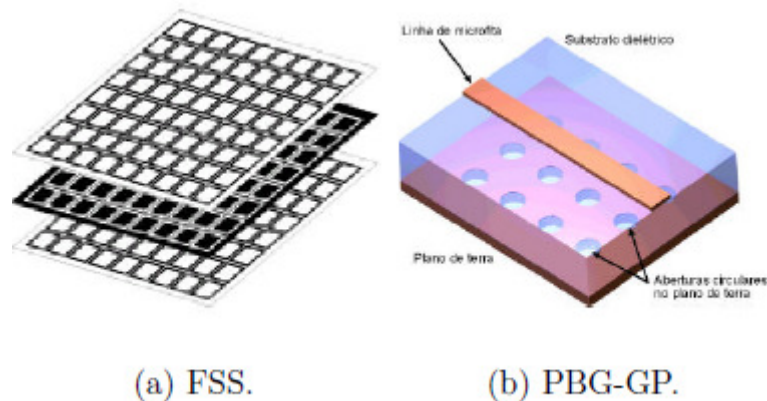 Linha de microfita
Substrato dielétrico
Plano de terra
Aberturas circulares
no plano de terra
(a) FSS.
(b) PBG-GP.